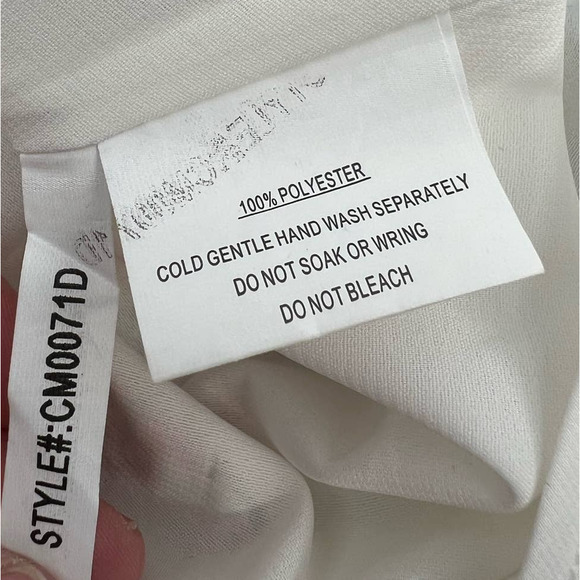 100% POLYESTER
COLD GENTLE HAND WASH SEPARATELY
DO NOT SOAK OR WRING
DO NOT BLEACH
STYLE#:CM0071D